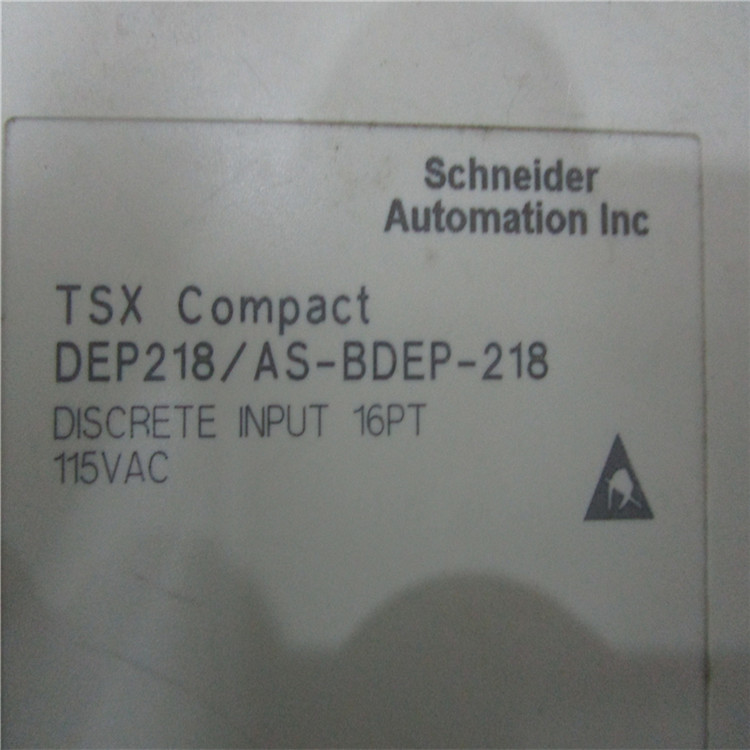 Schneider
Automation Inc
TSX Compact
DEP218/AS-BDEP-218
DISCRETE INPUT 16PT
115VAC